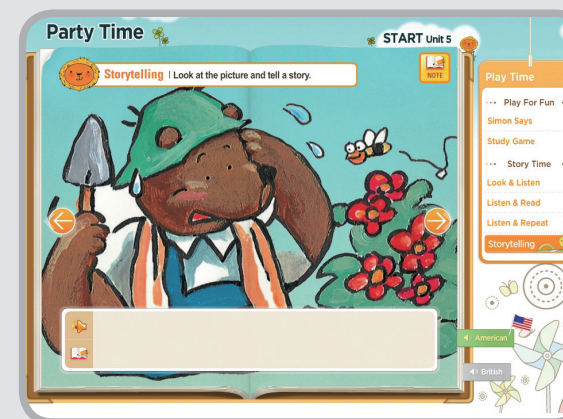 Party Time
START Unit 5
Storytelling | Look at the picture and tell a story.
NOTE
Play Time
Play For Fun
Simon Says
Study Game
Story Time
Look & Listen
Listen & Read
Listen & Repeat
Storytelling
American
British